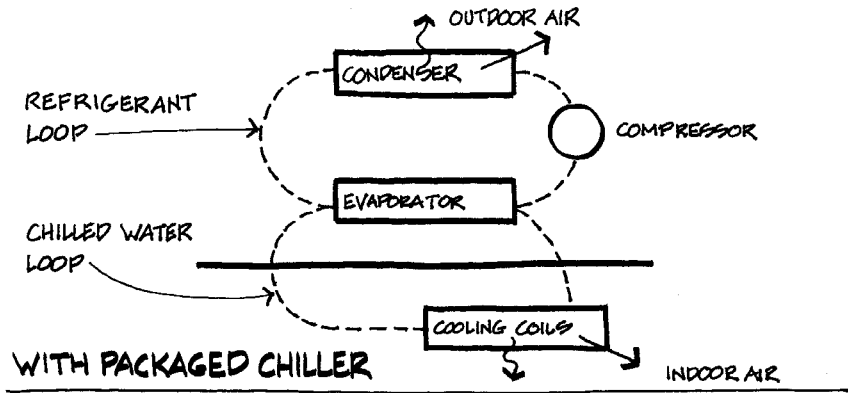 OUTDOOR AIR
CONDENSER
REFRIGERANT
LOOP
COMPRESSOR
EVAPORATOR
CHILLED WATER
LOOP
COOLING COILS
WITH PACKAGED CHILLER
INDOOR AIR